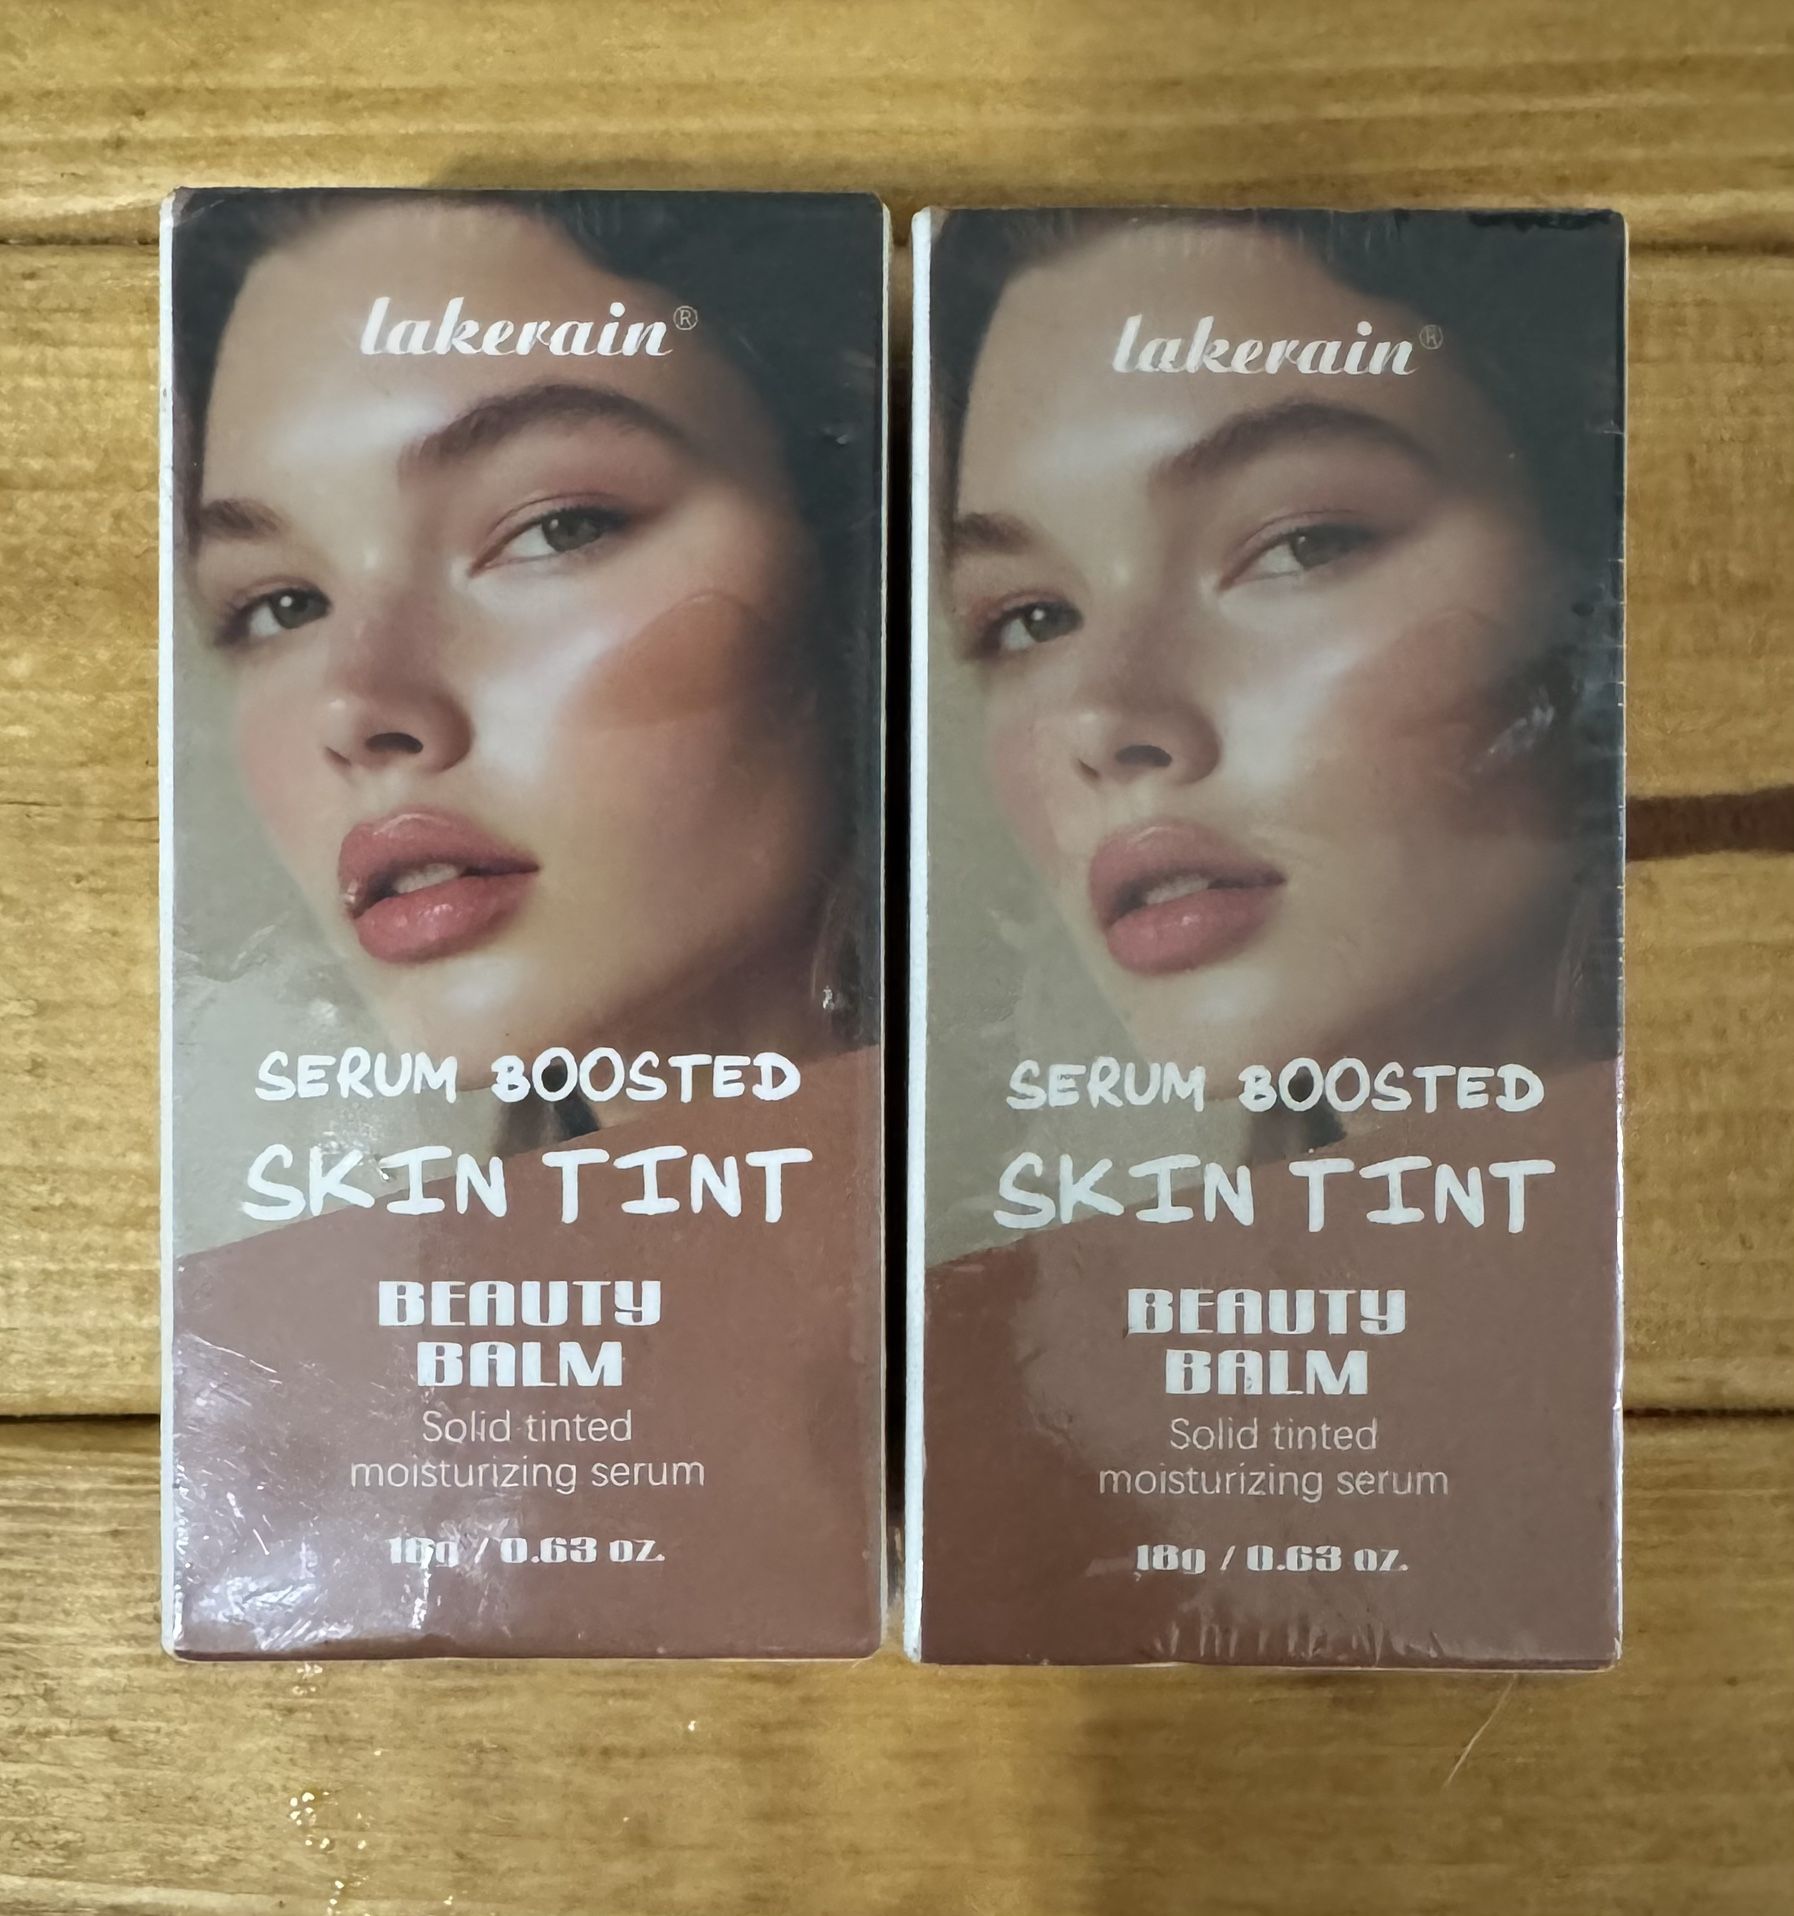 lakerain®
SERUM BOOSTED
SKIN TINT
BEAUTY
BALM
Solid tinted
moisturizing serum
18g / 0.63 oz.
lakerain®
SERUM BOOSTED
SKIN TINT
BEAUTY
BALM
Solid tinted
moisturizing serum
18g / 0.63 oz.